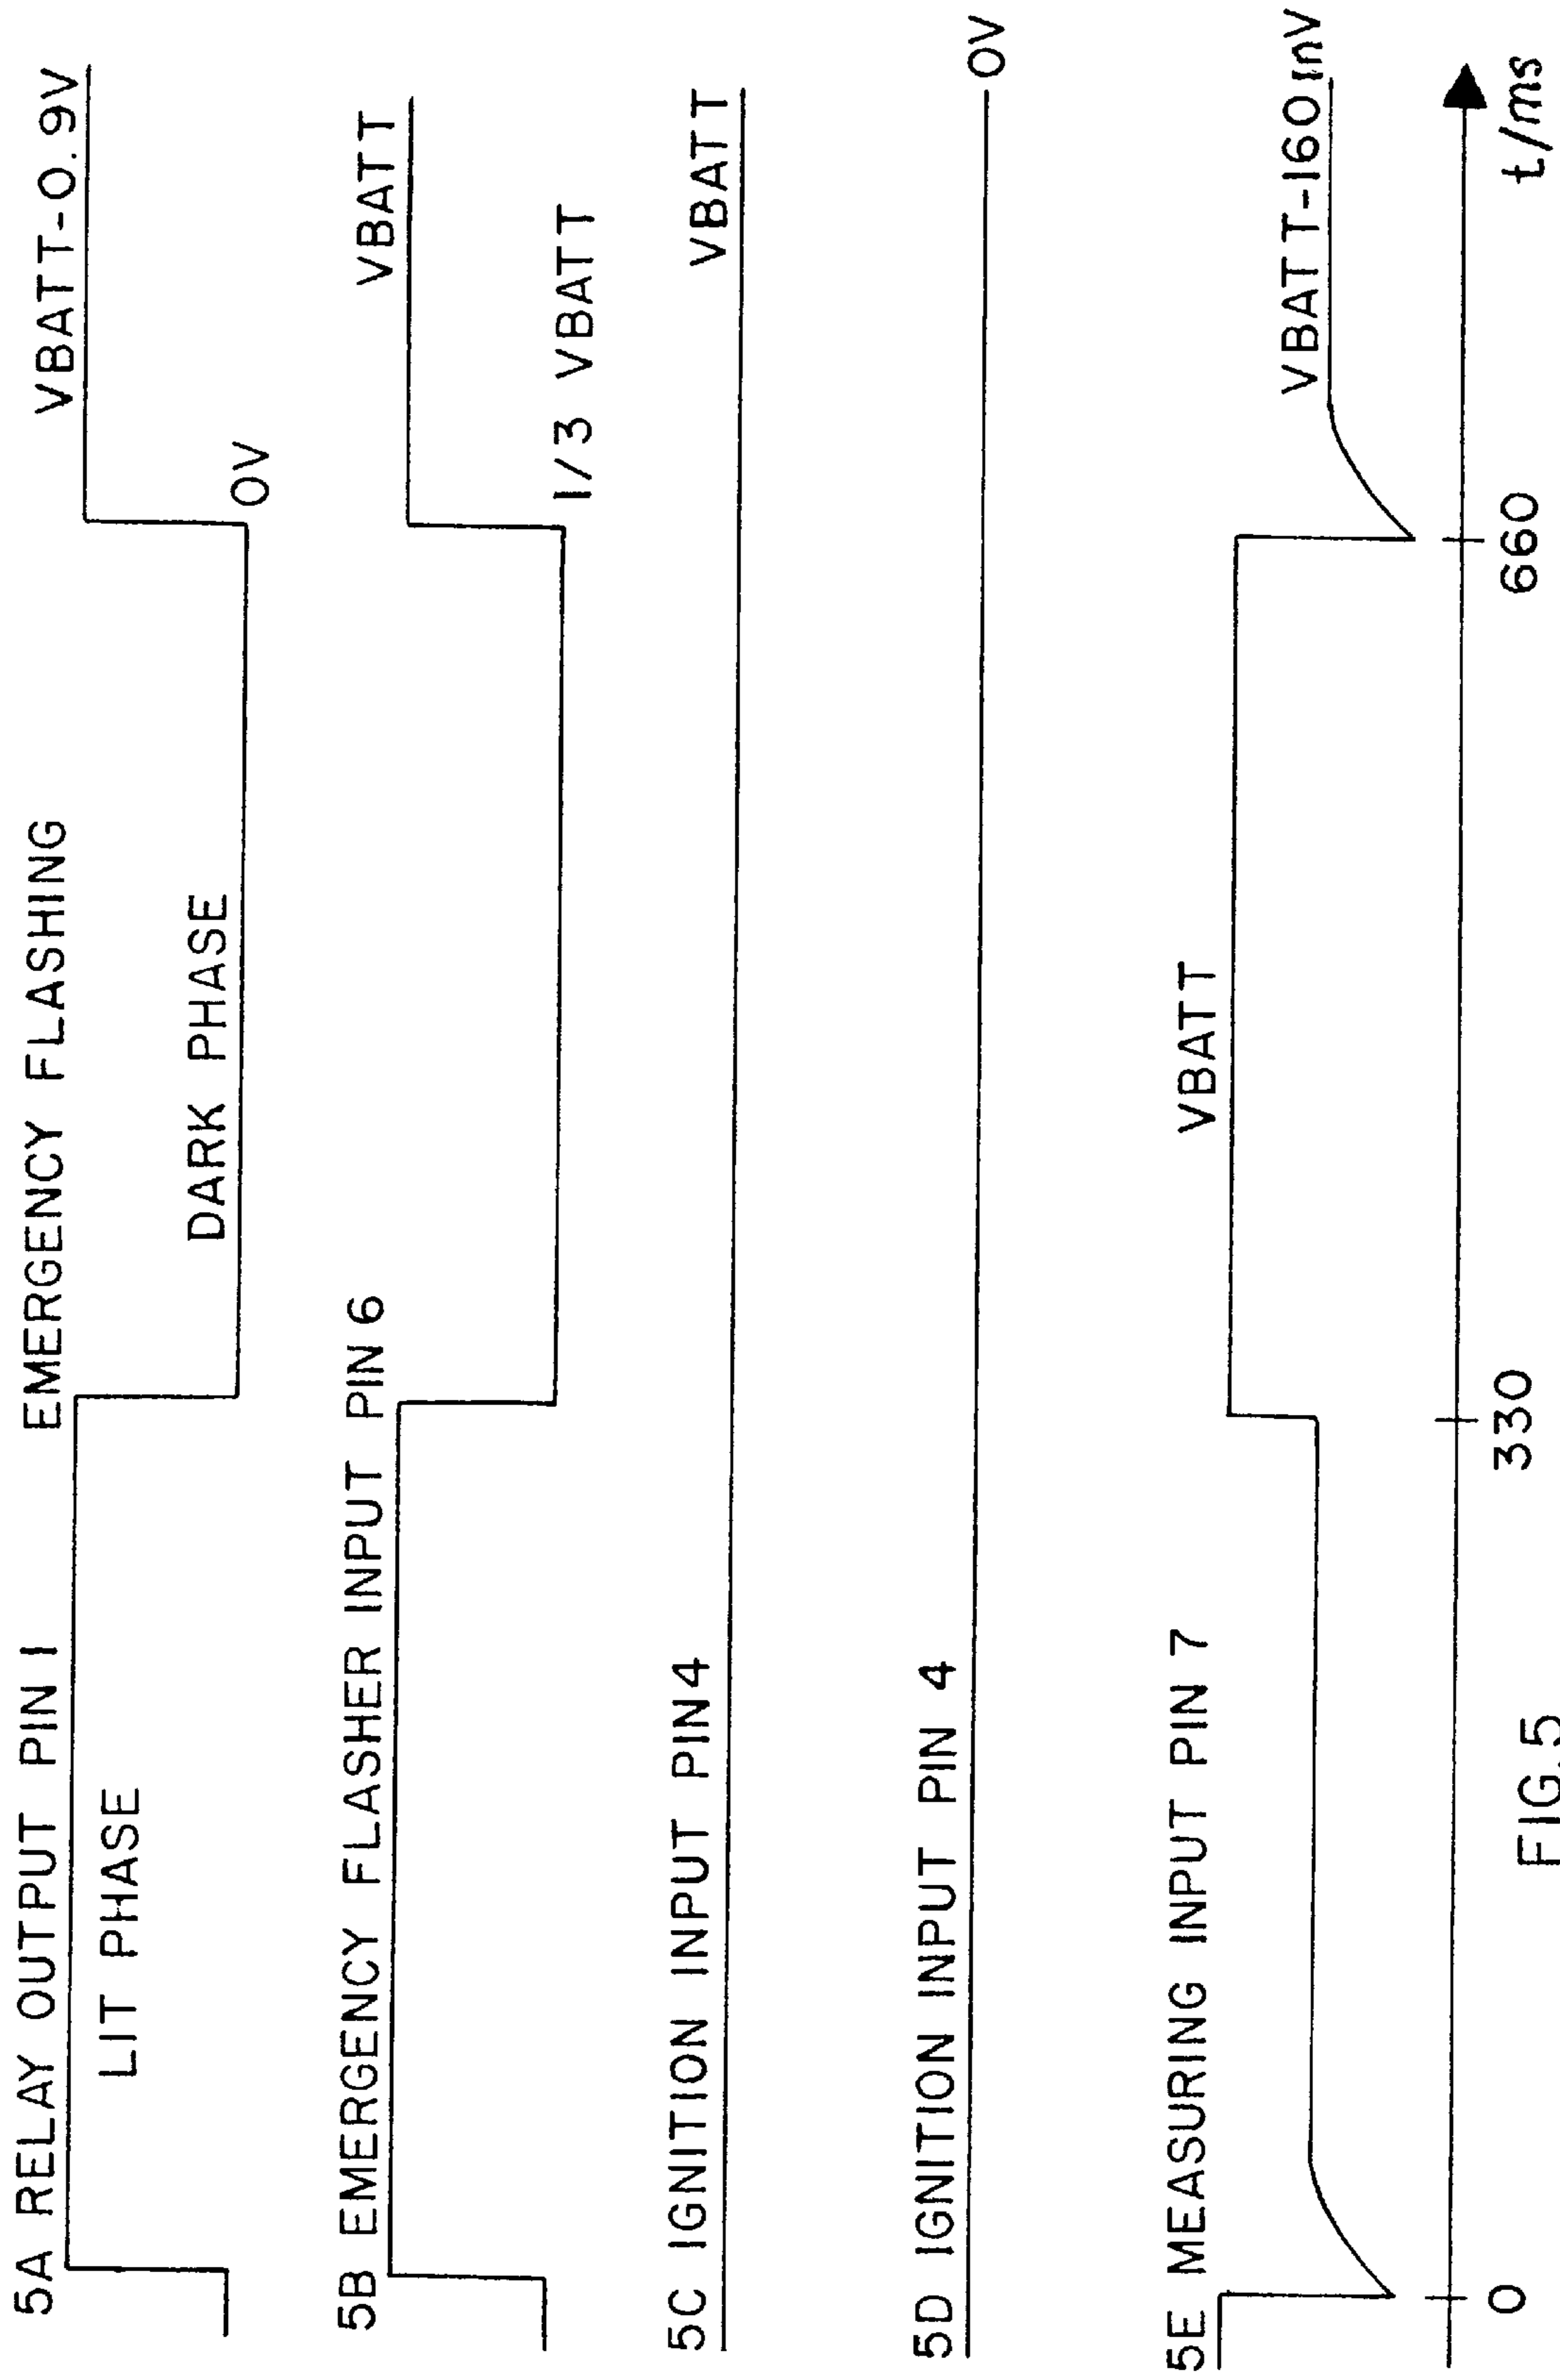 EMERGENCY FLASHING
5A RELAY OUTPUT PIN 1
VBATT-0.9V
LIT PHASE
DARK PHASE
0V
5B EMERGENCY FLASHER INPUT PIN 6
VBATT
1/3 VBATT
5C IGNITION INPUT PIN4
VBATT
5D IGNITION INPUT PIN 4
0V
5E MEASURING INPUT PIN 7
VBATT
VBATT-160mV
0
330
660
t/ms
FIG.5